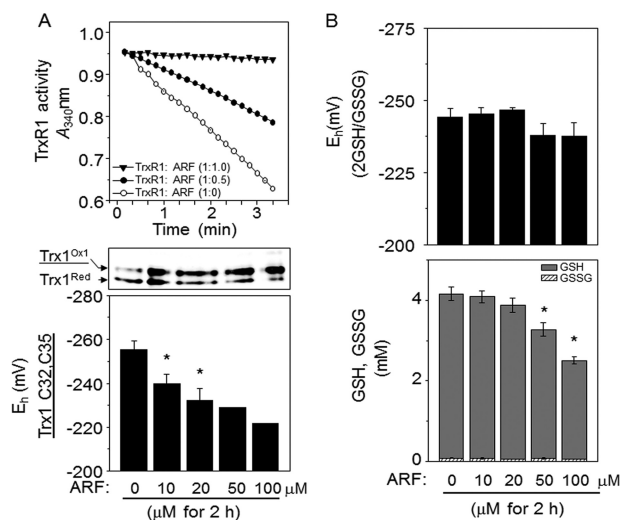 A
TrxR1 activity
A340nm
1.0
0.9
0.8
0.7
0.6
TrxR1: ARF (1:1.0)
TrxR1: ARF (1:0.5)
TrxR1: ARF (1:0)
0 1 2 3
Time (min)
Trx1Ox1
Trx1Red
Eh (mV)
Trx1 C32,C35
-280
-260
-240
-220
-200
* *
ARF: 0 10 20 50 100 μM
(μM for 2 h)
B
Eh(mV)
(2GSH/GSSG)
-275
-250
-225
-200
GSH, GSSG
(mM)
4
2
0
GSH
GSSG
* *
ARF: 0 10 20 50 100 μM
(μM for 2 h)